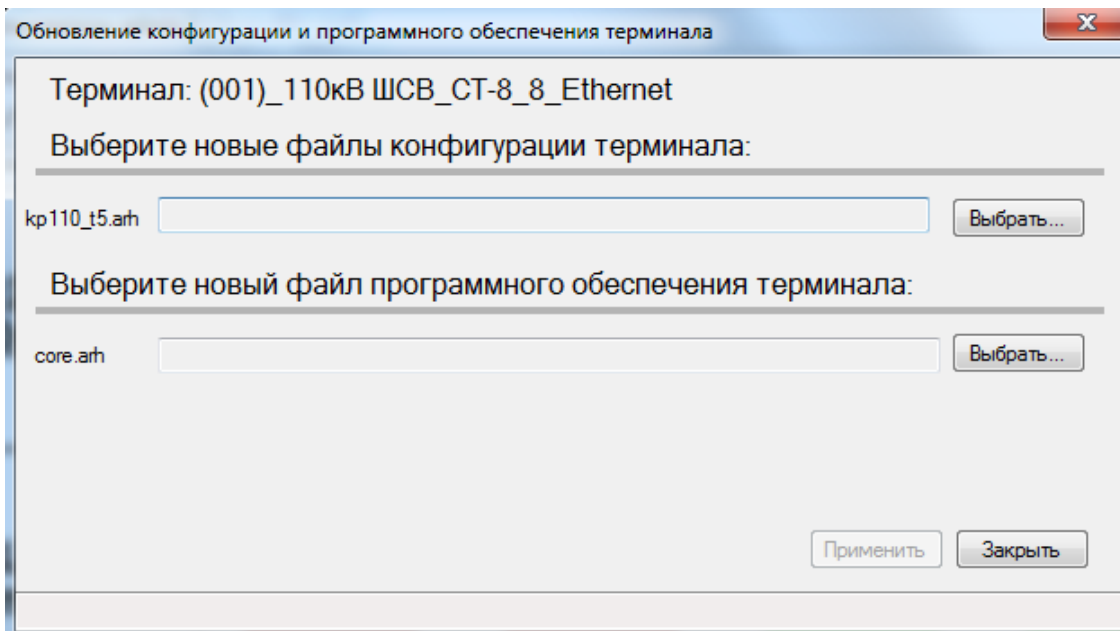 Обновление конфигурации и программного обеспечения терминала
Терминал: (001)_110кВ ШСВ_СТ-8_8_Ethernet
Выберите новые файлы конфигурации терминала:
kp110_t5.arh
Выбрать...
Выберите новый файл программного обеспечения терминала:
core.arh
Выбрать...
Применить
Закрыть